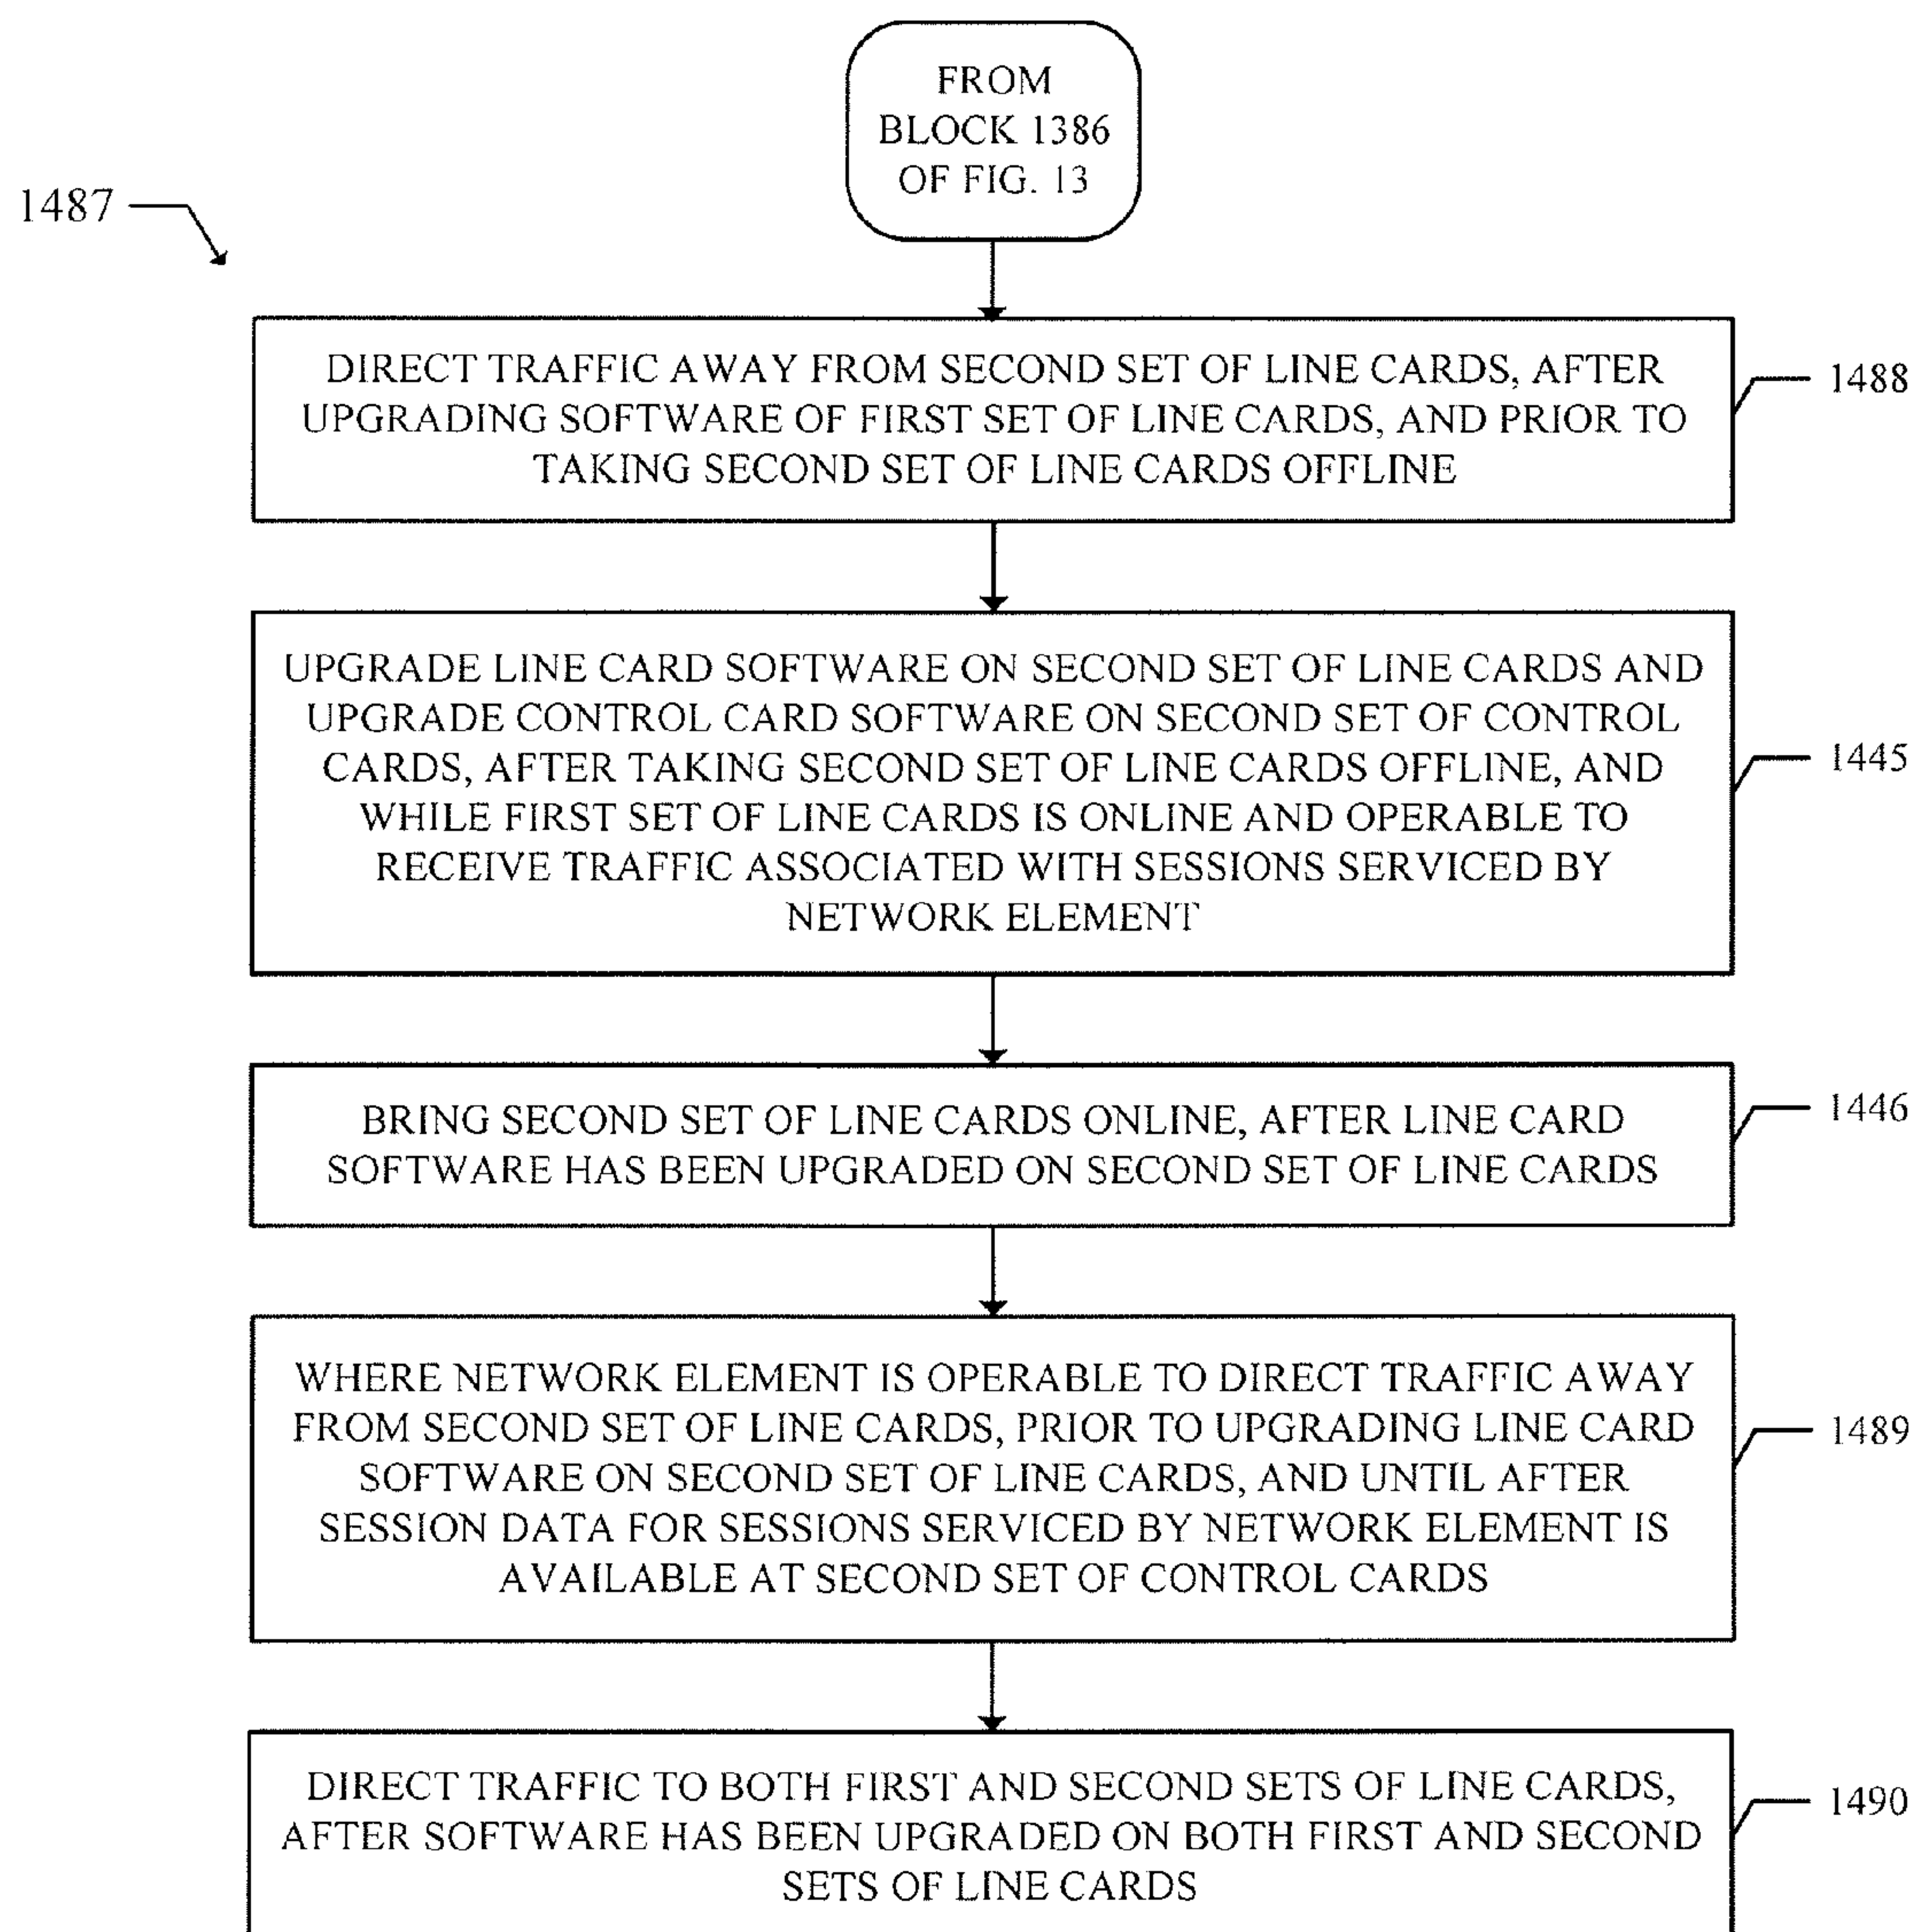 FROM
BLOCK 1386
OF FIG. 13
1487
DIRECT TRAFFIC AWAY FROM SECOND SET OF LINE CARDS, AFTER
UPGRADING SOFTWARE OF FIRST SET OF LINE CARDS, AND PRIOR TO
TAKING SECOND SET OF LINE CARDS OFFLINE
1488
UPGRADE LINE CARD SOFTWARE ON SECOND SET OF LINE CARDS AND
UPGRADE CONTROL CARD SOFTWARE ON SECOND SET OF CONTROL
CARDS, AFTER TAKING SECOND SET OF LINE CARDS OFFLINE, AND
WHILE FIRST SET OF LINE CARDS IS ONLINE AND OPERABLE TO
RECEIVE TRAFFIC ASSOCIATED WITH SESSIONS SERVICED BY
NETWORK ELEMENT
1445
BRING SECOND SET OF LINE CARDS ONLINE, AFTER LINE CARD
SOFTWARE HAS BEEN UPGRADED ON SECOND SET OF LINE CARDS
1446
WHERE NETWORK ELEMENT IS OPERABLE TO DIRECT TRAFFIC AWAY
FROM SECOND SET OF LINE CARDS, PRIOR TO UPGRADING LINE CARD
SOFTWARE ON SECOND SET OF LINE CARDS, AND UNTIL AFTER
SESSION DATA FOR SESSIONS SERVICED BY NETWORK ELEMENT IS
AVAILABLE AT SECOND SET OF CONTROL CARDS
1489
DIRECT TRAFFIC TO BOTH FIRST AND SECOND SETS OF LINE CARDS,
AFTER SOFTWARE HAS BEEN UPGRADED ON BOTH FIRST AND SECOND
SETS OF LINE CARDS
1490